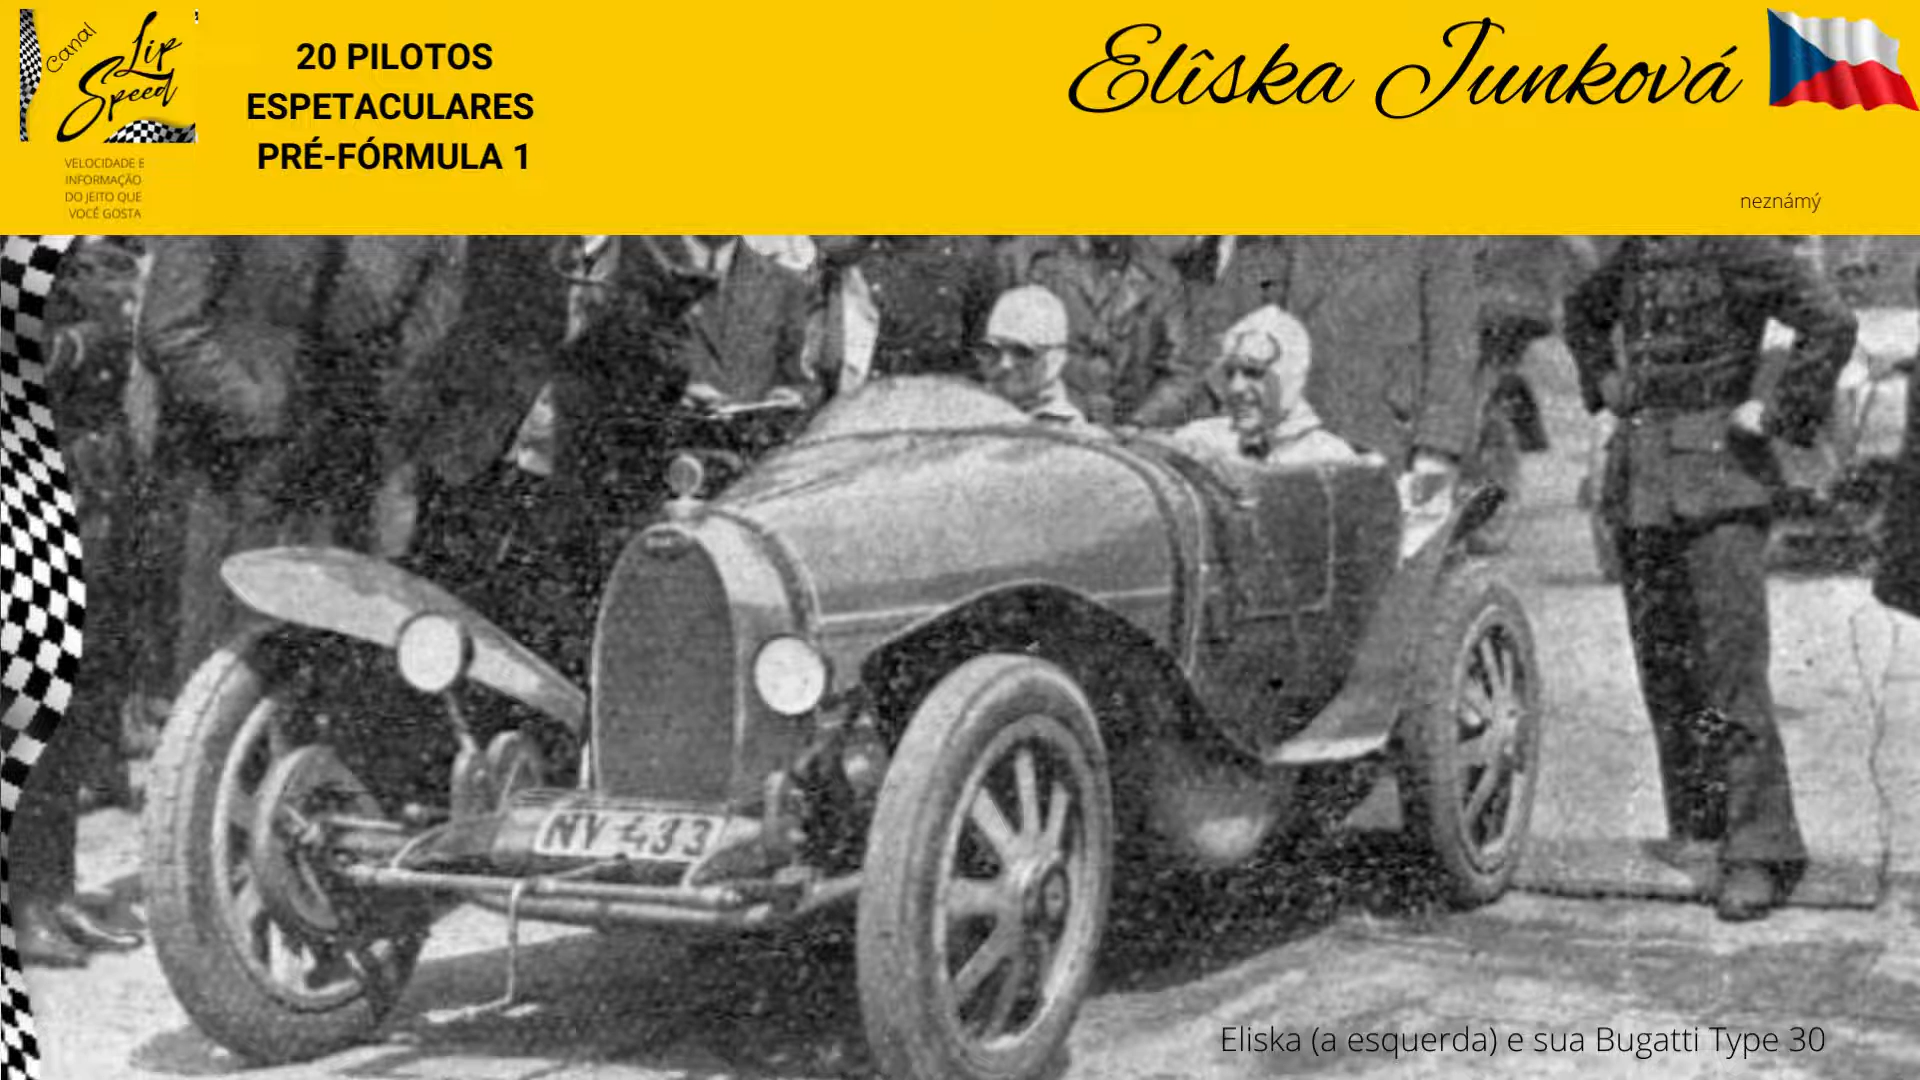 Canal
Lip
Speed
VELOCIDADE E
INFORMAÇÃO
DO JEITO QUE
VOCÊ GOSTA
20 PILOTOS
ESPETACULARES
PRÉ-FÓRMULA 1
Elîska Junková
neznámý
NV 433
Eliska (a esquerda) e sua Bugatti Type 30